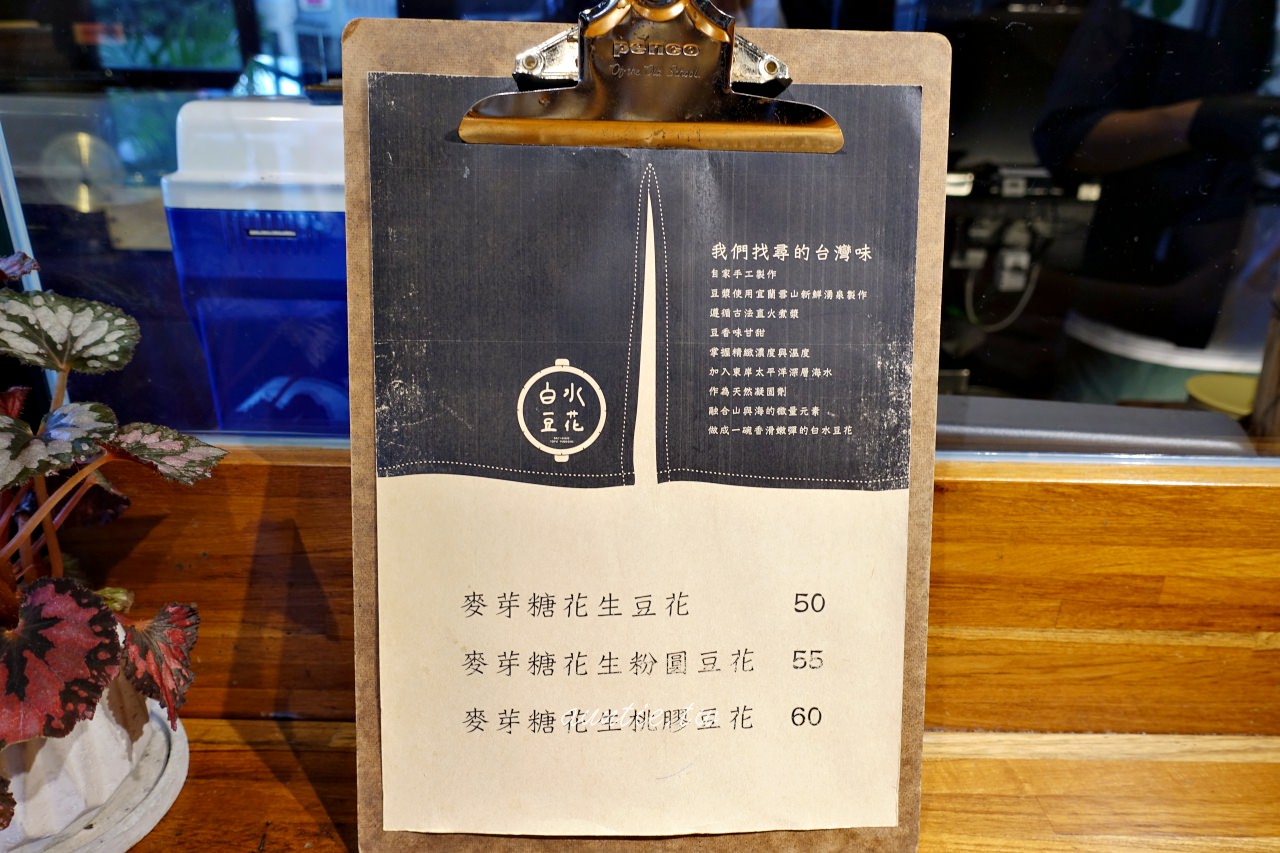 penco
我們找尋的台灣味
自家手工製作
豆漿使用宜蘭雪山新鮮湧泉製作
遵循古法直火煮漿
豆香味甘甜
掌握精緻濃度與溫度
加入東岸太平洋深層海水
作為天然凝固劑
融合山與海的微量元素
做成一碗香滑嫩彈的白水豆花
白水
豆花
麥芽糖花生豆花 50
麥芽糖花生粉圓豆花 55
麥芽糖花生桃膠豆花 60